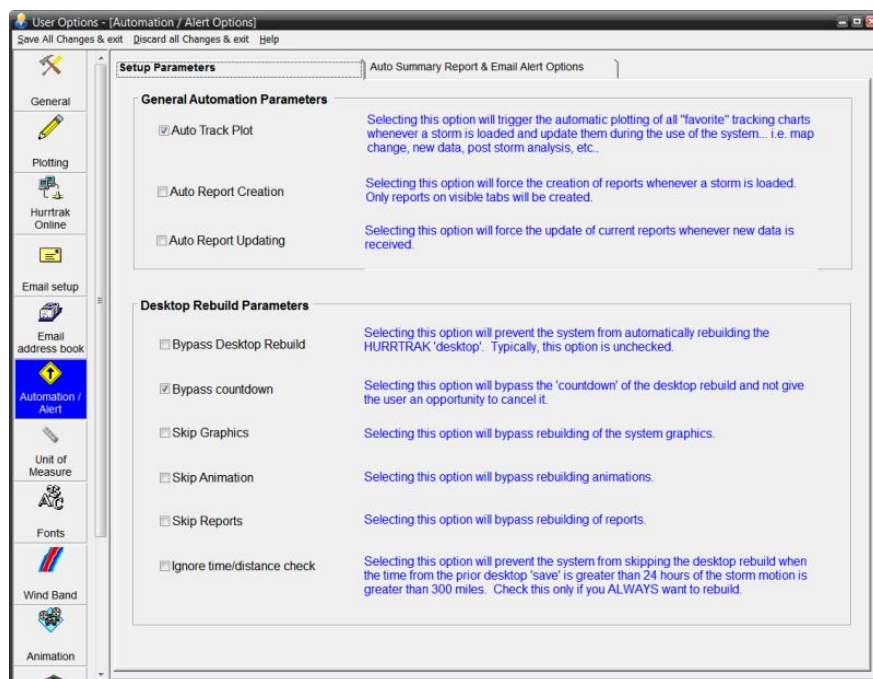 User Options - [Automation / Alert Options]
Save All Changes & exit Discard all Changes & exit Help
General
Plotting
Hurrtrak
Online
Email setup
Email
address book
Automation /
Alert
Unit of
Measure
Fonts
Wind Band
Animation
Setup Parameters
Auto Summary Report & Email Alert Options
General Automation Parameters
Auto Track Plot
Selecting this option will trigger the automatic plotting of all "favorite" tracking charts
whenever a storm is loaded and update them during the use of the system... i.e. map
change, new data, post storm analysis, etc..
Auto Report Creation
Selecting this option will force the creation of reports whenever a storm is loaded.
Only reports on visible tabs will be created.
Auto Report Updating
Selecting this option will force the update of current reports whenever new data is
received.
Desktop Rebuild Parameters
Bypass Desktop Rebuild
Selecting this option will prevent the system from automatically rebuilding the
HURRTRAK 'desktop'. Typically, this option is unchecked.
Bypass countdown
Selecting this option will bypass the 'countdown' of the desktop rebuild and not give
the user an opportunity to cancel it.
Skip Graphics
Selecting this option will bypass rebuilding of the system graphics.
Skip Animation
Selecting this option will bypass rebuilding animations.
Skip Reports
Selecting this option will bypass rebuilding of reports.
Ignore time/distance check
Selecting this option will prevent the system from skipping the desktop rebuild when
the time from the prior desktop 'save' is greater than 24 hours of the storm motion is
greater than 300 miles. Check this only if you ALWAYS want to rebuild.